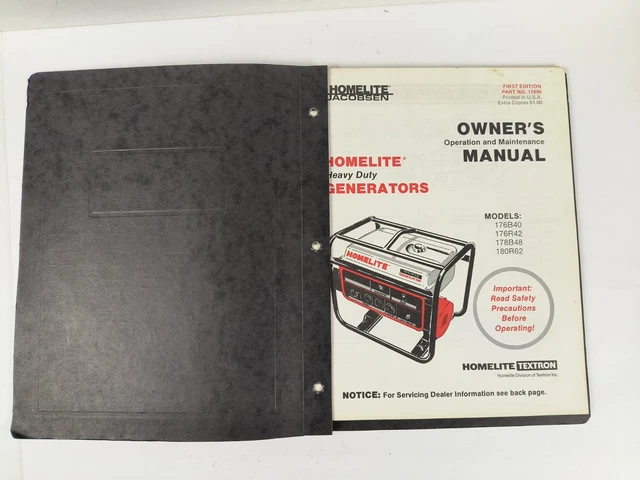 HOMELITE
JACOBSEN
FIRST EDITION
PART NO. 17898
Printed in U.S.A.
Extra Copies $1.00
OWNER'S
Operation and Maintenance
MANUAL
HOMELITE®
Heavy Duty
GENERATORS
MODELS:
176B40
176R42
178B48
180R62
HOMELITE
Important:
Read Safety
Precautions
Before
Operating!
HOMELITE TEXTRON
Homelite Division of Textron Inc.
NOTICE: For Servicing Dealer Information see back page.